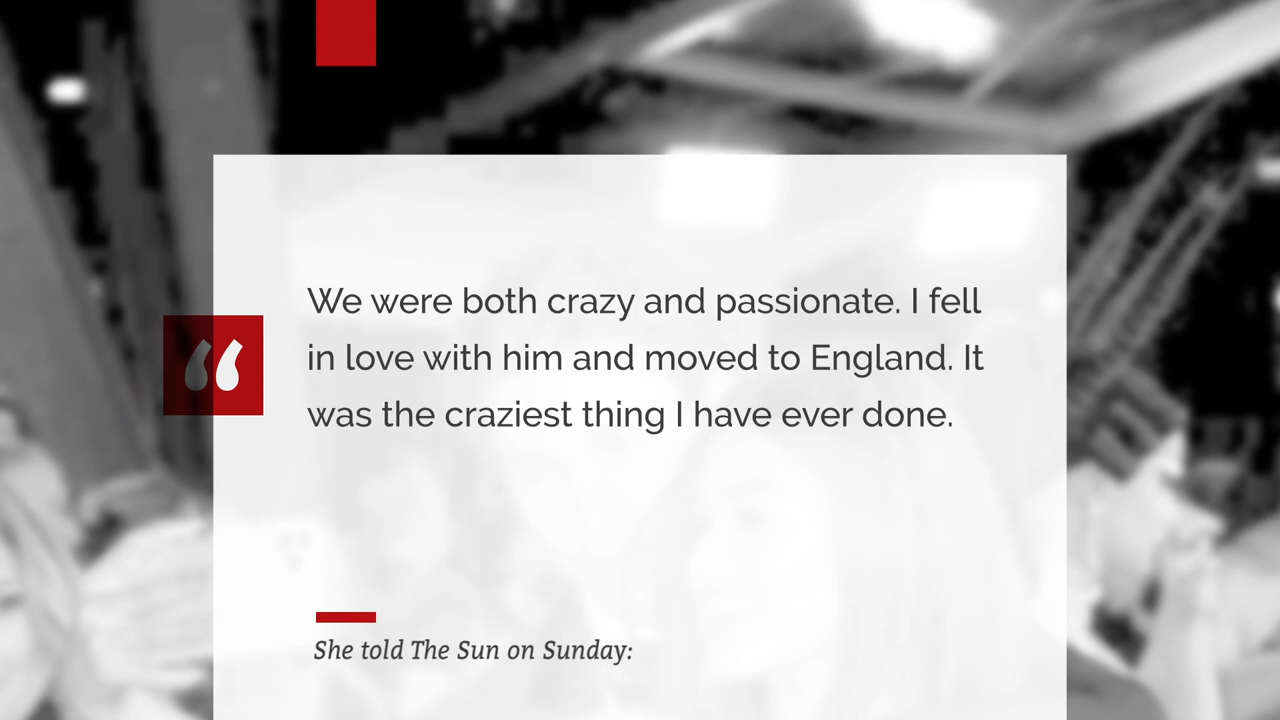 We were both crazy and passionate. I fell
in love with him and moved to England. It
was the craziest thing I have ever done.
She told The Sun on Sunday: